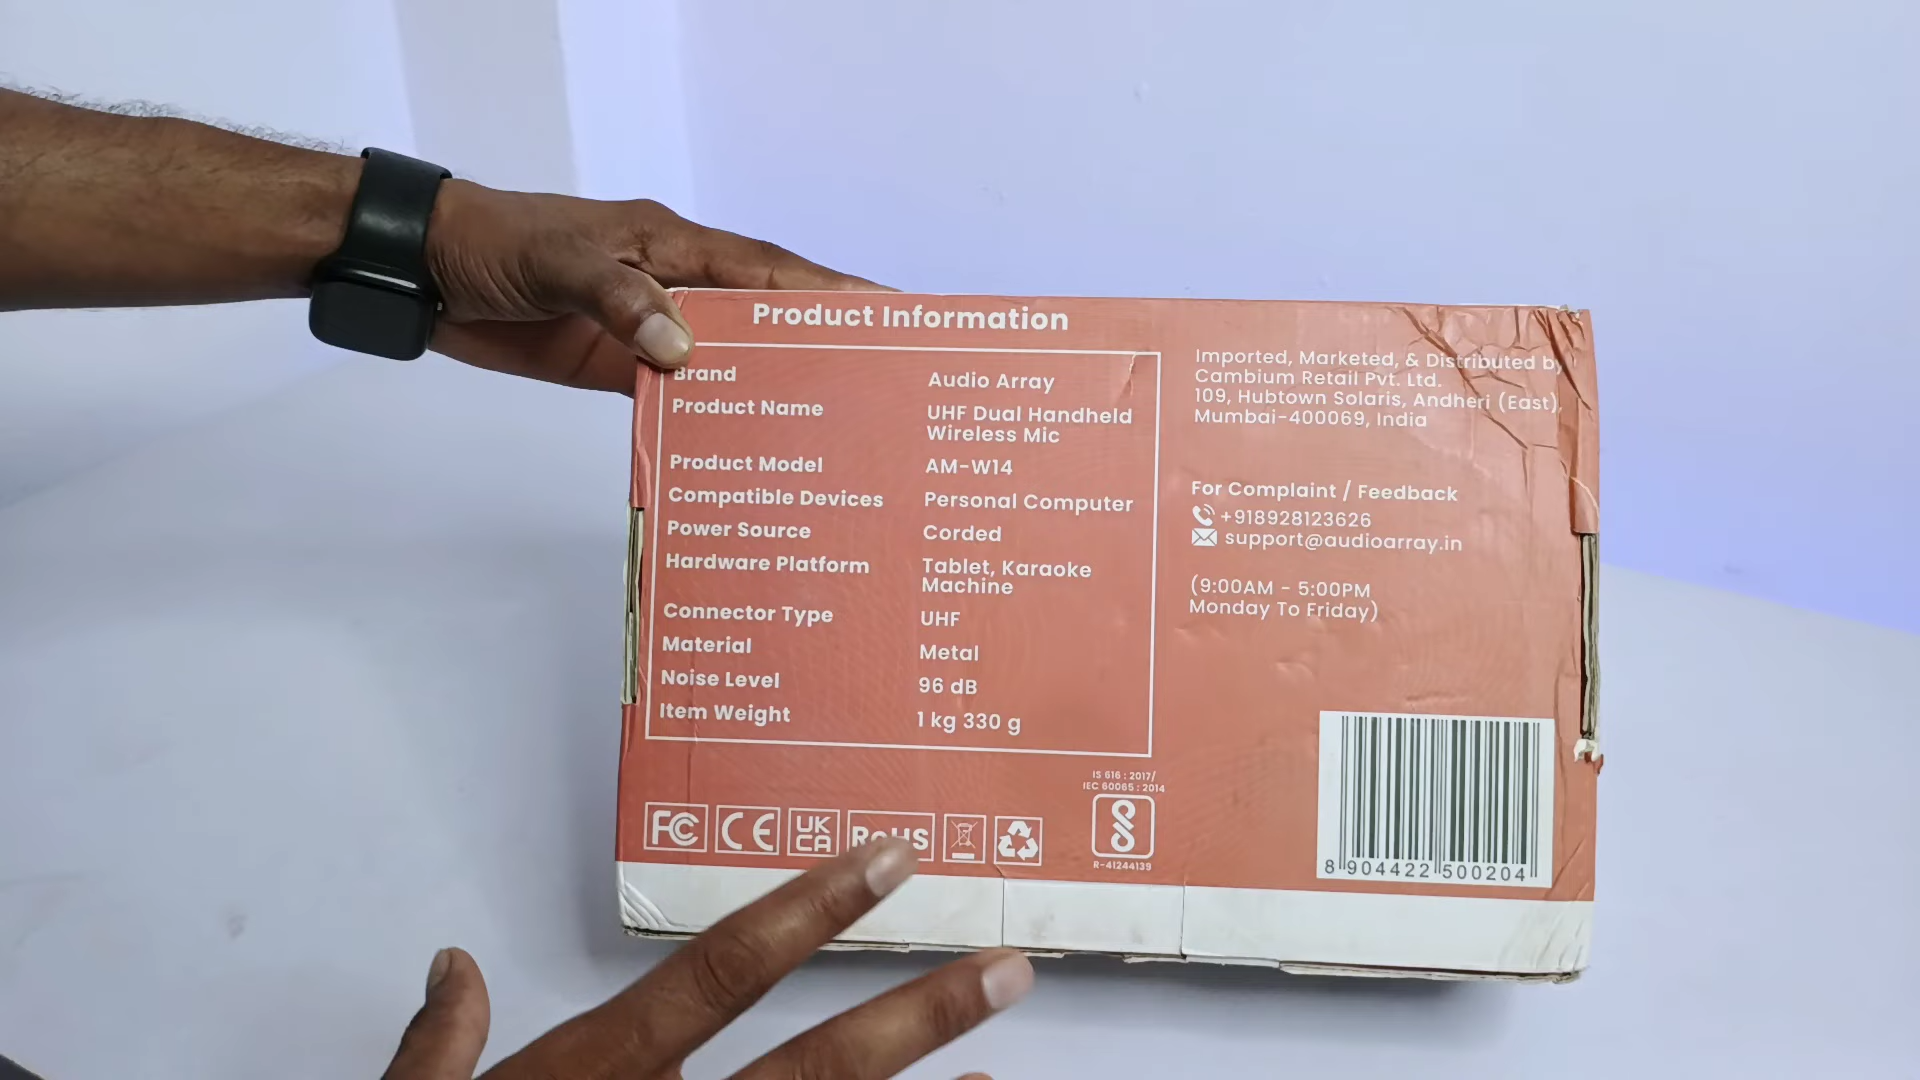 Product Information
Brand Audio Array
Product Name UHF Dual Handheld
Wireless Mic
Product Model AM-W14
Compatible Devices Personal Computer
Power Source Corded
Hardware Platform Tablet, Karaoke
Machine
Connector Type UHF
Material Metal
Noise Level 96 dB
Item Weight 1 kg 330 g
Imported, Marketed, & Distributed by
Cambium Retail Pvt. Ltd.
109, Hubtown Solaris, Andheri (East),
Mumbai-400069, India
For Complaint / Feedback
+918928123626
support@audioarray.in
(9:00AM - 5:00PM
Monday To Friday)
IS 616 : 2017/
IEC 60065 : 2014
R-41244139
FC CE UK
CA RoHS
8 904422 500204